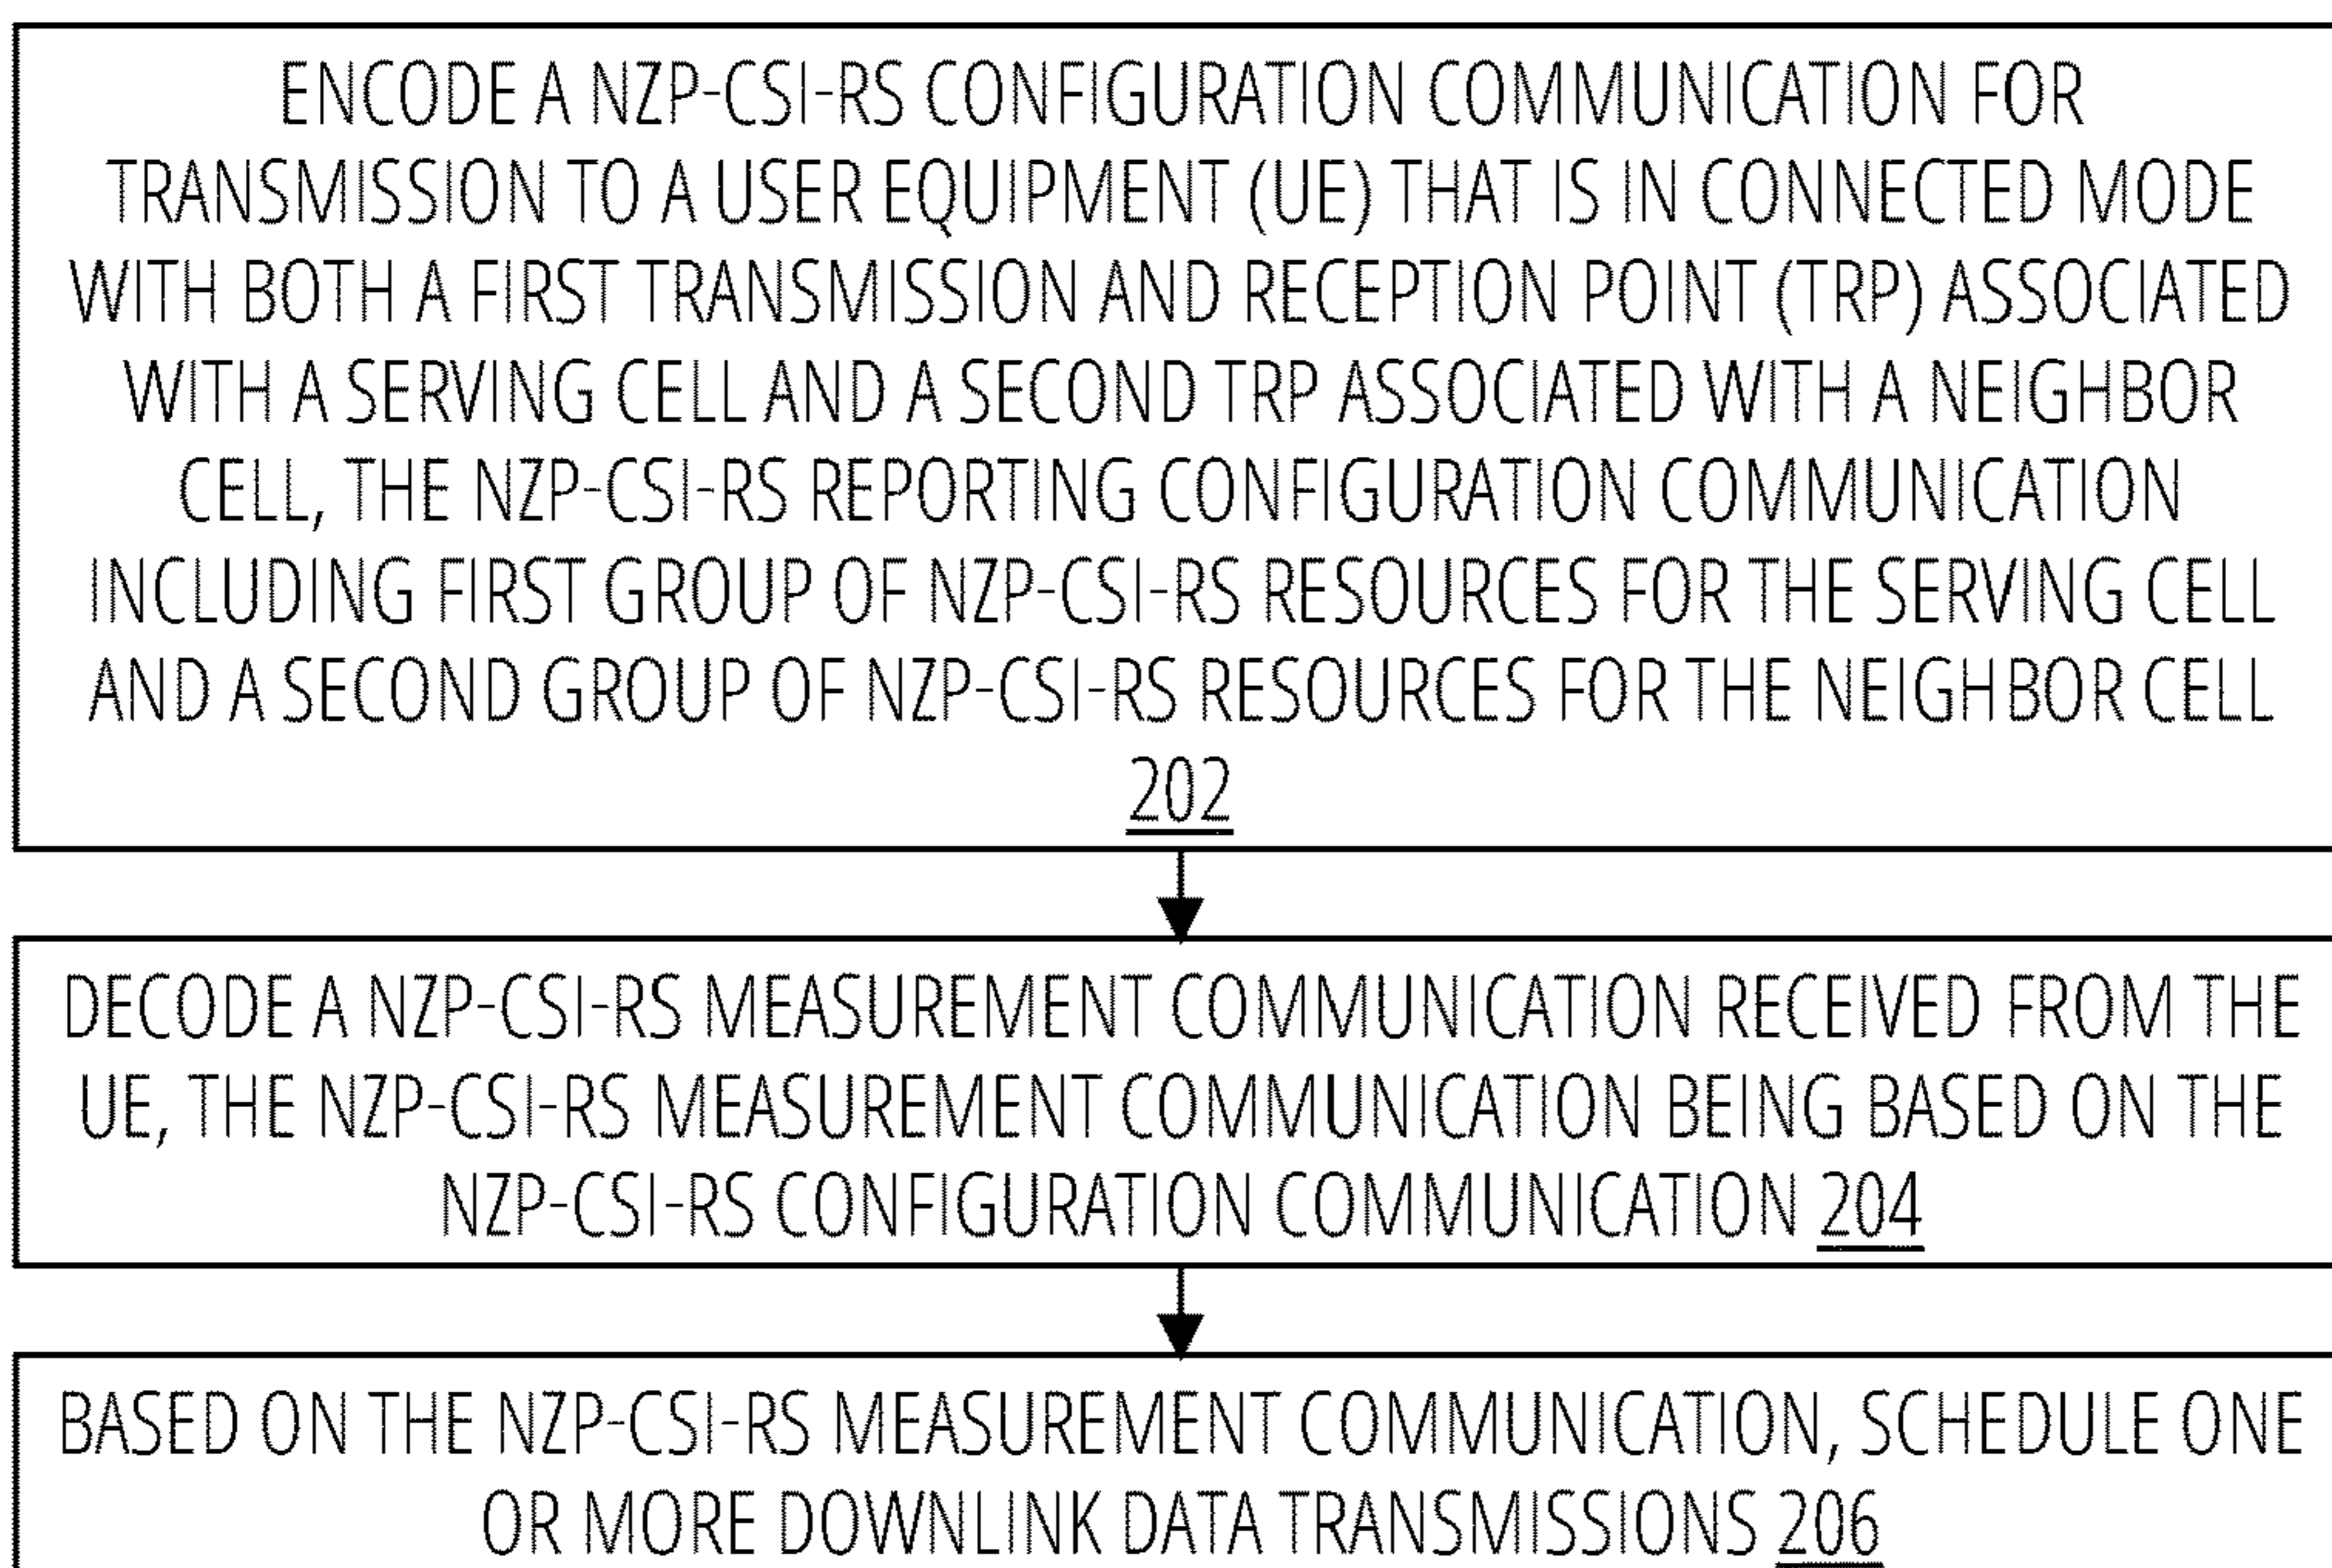 ENCODE A NZP-CSI-RS CONFIGURATION COMMUNICATION FOR
TRANSMISSION TO A USER EQUIPMENT (UE) THAT IS IN CONNECTED MODE
WITH BOTH A FIRST TRANSMISSION AND RECEPTION POINT (TRP) ASSOCIATED
WITH A SERVING CELL AND A SECOND TRP ASSOCIATED WITH A NEIGHBOR
CELL, THE NZP-CSI-RS REPORTING CONFIGURATION COMMUNICATION
INCLUDING FIRST GROUP OF NZP-CSI-RS RESOURCES FOR THE SERVING CELL
AND A SECOND GROUP OF NZP-CSI-RS RESOURCES FOR THE NEIGHBOR CELL
202
DECODE A NZP-CSI-RS MEASUREMENT COMMUNICATION RECEIVED FROM THE
UE, THE NZP-CSI-RS MEASUREMENT COMMUNICATION BEING BASED ON THE
NZP-CSI-RS CONFIGURATION COMMUNICATION 204
BASED ON THE NZP-CSI-RS MEASUREMENT COMMUNICATION, SCHEDULE ONE
OR MORE DOWNLINK DATA TRANSMISSIONS 206